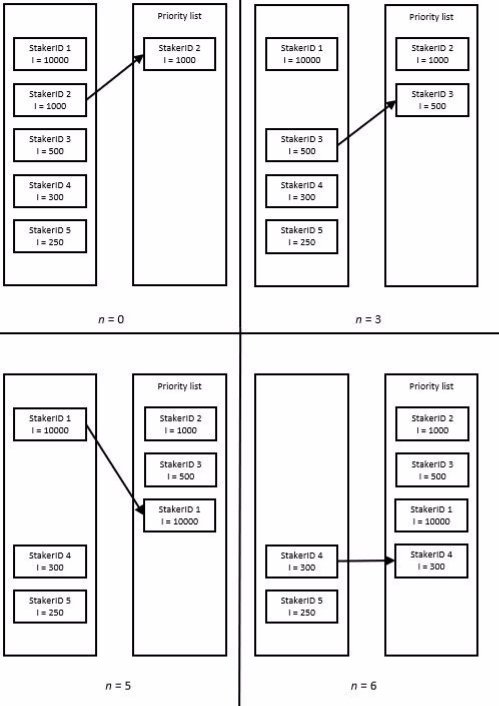 Priority list
StakerID 1
I = 10000
StakerID 2
I = 1000
StakerID 3
I = 500
StakerID 4
I = 300
StakerID 5
I = 250
StakerID 2
I = 1000
n = 0
Priority list
StakerID 1
I = 10000
StakerID 3
I = 500
StakerID 4
I = 300
StakerID 5
I = 250
StakerID 2
I = 1000
StakerID 3
I = 500
n = 3
Priority list
StakerID 1
I = 10000
StakerID 4
I = 300
StakerID 5
I = 250
StakerID 2
I = 1000
StakerID 3
I = 500
StakerID 1
I = 10000
n = 5
Priority list
StakerID 4
I = 300
StakerID 5
I = 250
StakerID 2
I = 1000
StakerID 3
I = 500
StakerID 1
I = 10000
StakerID 4
I = 300
n = 6